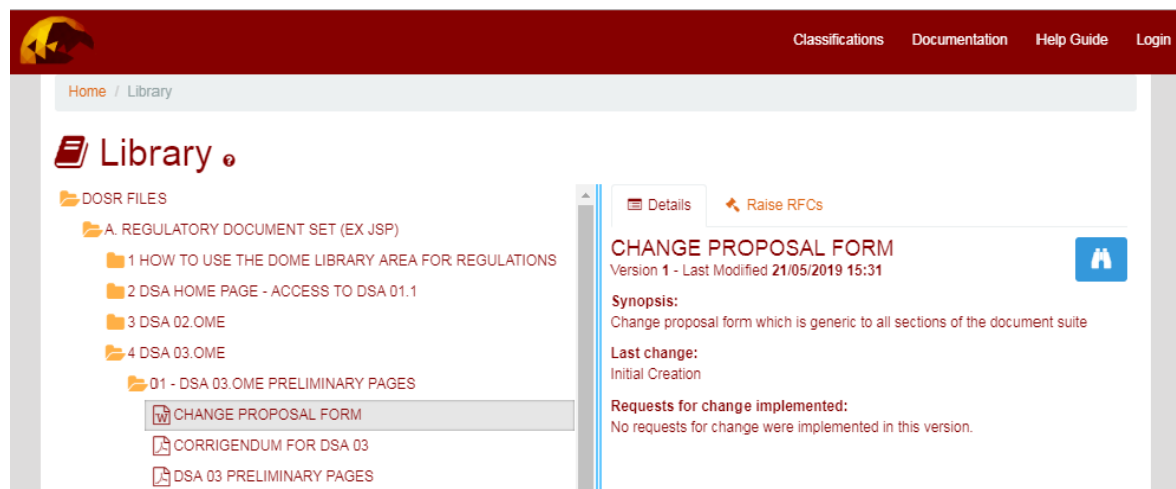 Classifications Documentation Help Guide Login
Home / Library
Library
DOSR FILES
A. REGULATORY DOCUMENT SET (EX JSP)
1 HOW TO USE THE DOME LIBRARY AREA FOR REGULATIONS
2 DSA HOME PAGE - ACCESS TO DSA 01.1
3 DSA 02.OME
4 DSA 03.OME
01 - DSA 03.OME PRELIMINARY PAGES
CHANGE PROPOSAL FORM
CORRIGENDUM FOR DSA 03
DSA 03 PRELIMINARY PAGES
Details Raise RFCs
CHANGE PROPOSAL FORM
Version 1 - Last Modified 21/05/2019 15:31
Synopsis:
Change proposal form which is generic to all sections of the document suite
Last change:
Initial Creation
Requests for change implemented:
No requests for change were implemented in this version.